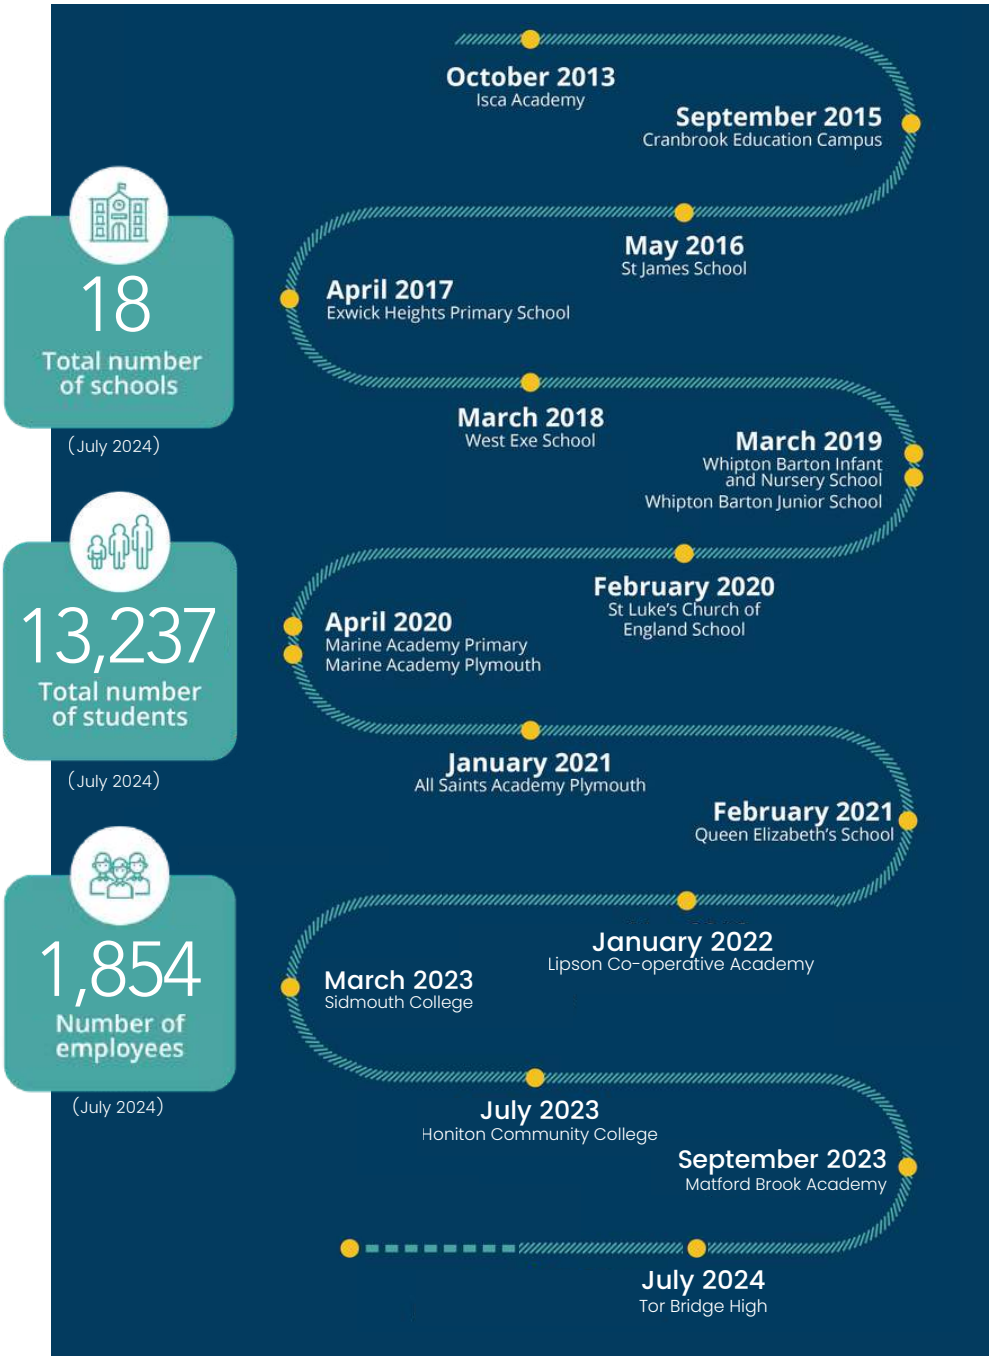 October 2013
Isca Academy
September 2015
Cranbrook Education Campus
May 2016
St James School
April 2017
Exwick Heights Primary School
March 2018
West Exe School
March 2019
Whipton Barton Infant
and Nursery School
Whipton Barton Junior School
February 2020
St Luke's Church of
England School
April 2020
Marine Academy Primary
Marine Academy Plymouth
January 2021
All Saints Academy Plymouth
February 2021
Queen Elizabeth's School
January 2022
Lipson Co-operative Academy
March 2023
Sidmouth College
July 2023
Honiton Community College
September 2023
Matford Brook Academy
July 2024
Tor Bridge High
18
Total number
of schools
(July 2024)
13,237
Total number
of students
(July 2024)
1,854
Number of
employees
(July 2024)